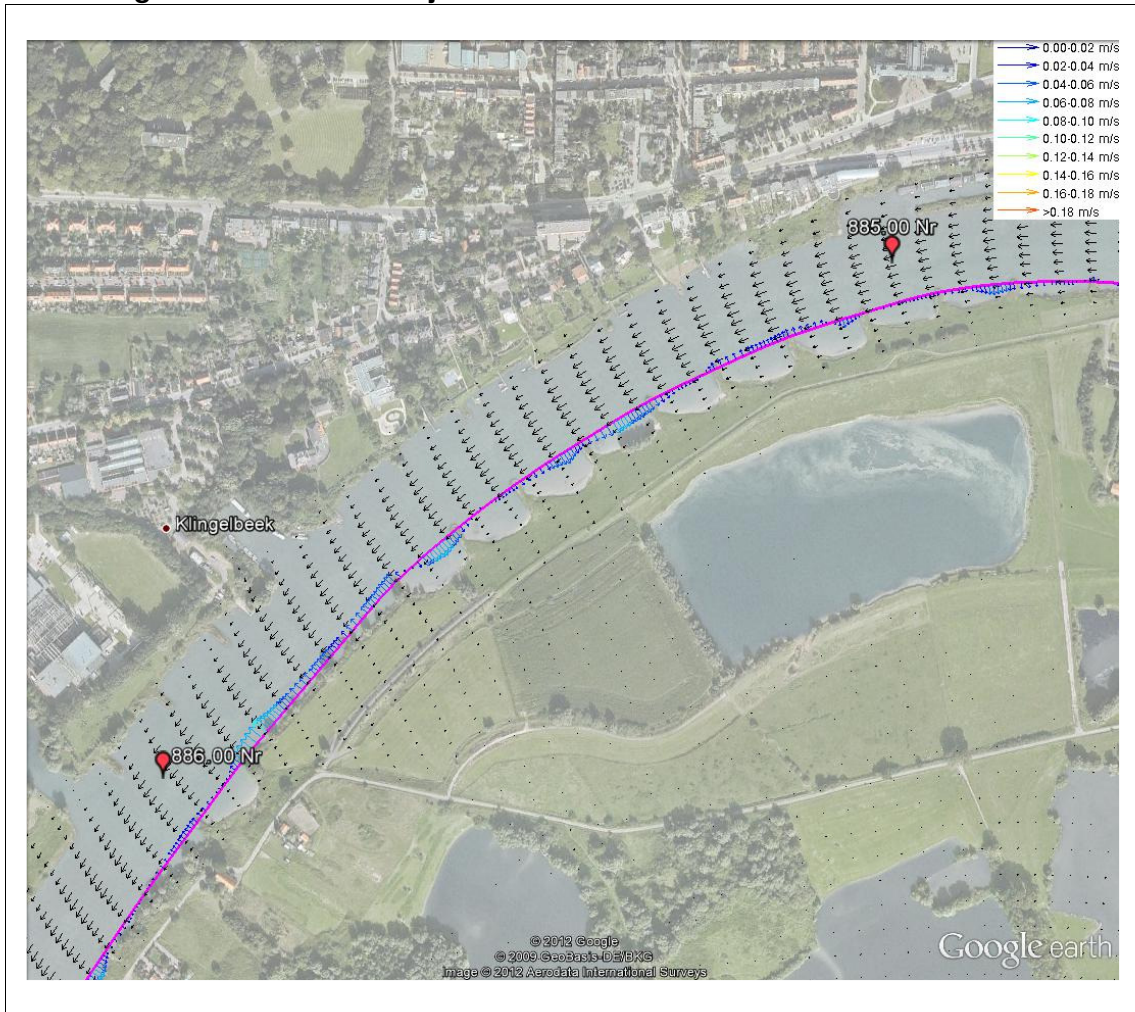 0.00-0.02 m/s
0.02-0.04 m/s
0.04-0.06 m/s
0.06-0.08 m/s
0.08-0.10 m/s
0.10-0.12 m/s
0.12-0.14 m/s
0.14-0.16 m/s
0.16-0.18 m/s
>0.18 m/s
885.00 Nr
Klingelbeek
886.00 Nr
© 2012 Google
© 2009 GeoBasis-DE/BKG
Image © 2012 Aerodata International Surveys
Google earth